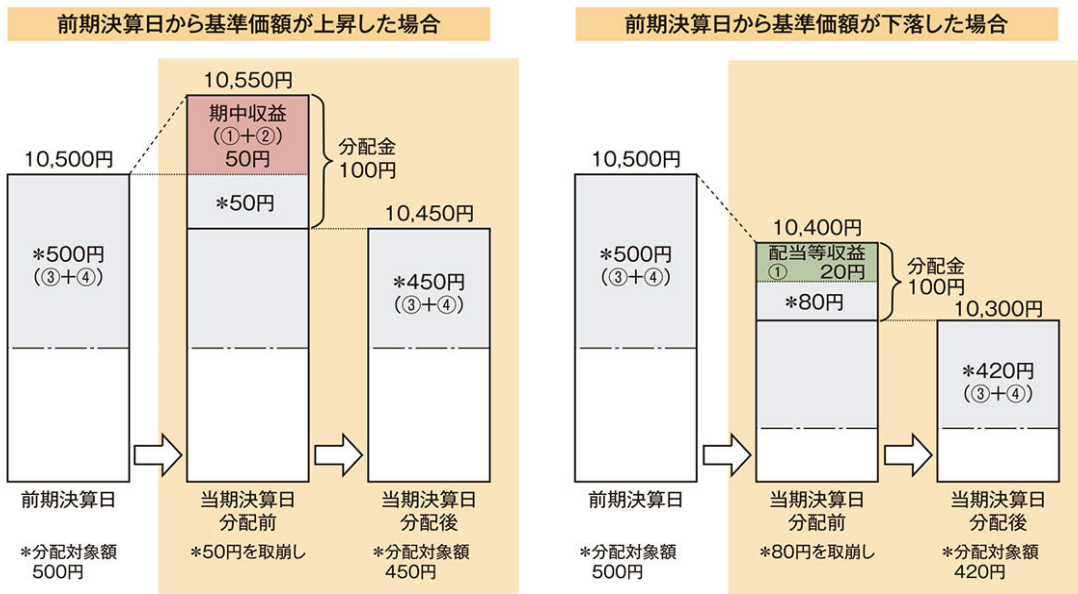 前期決算日から基準価額が上昇した場合
10,550円
期中収益
(①+②)
50円
分配金
100円
10,500円
*50円
10,450円
*500円
(③+④)
*450円
(③+④)
前期決算日
当期決算日
分配前
当期決算日
分配後
*分配対象額
500円
*50円を取崩し
*分配対象額
450円
前期決算日から基準価額が下落した場合
10,500円
10,400円
配当等収益
① 20円
分配金
100円
*500円
(③+④)
*80円
10,300円
*420円
(③+④)
前期決算日
当期決算日
分配前
当期決算日
分配後
*分配対象額
500円
*80円を取崩し
*分配対象額
420円